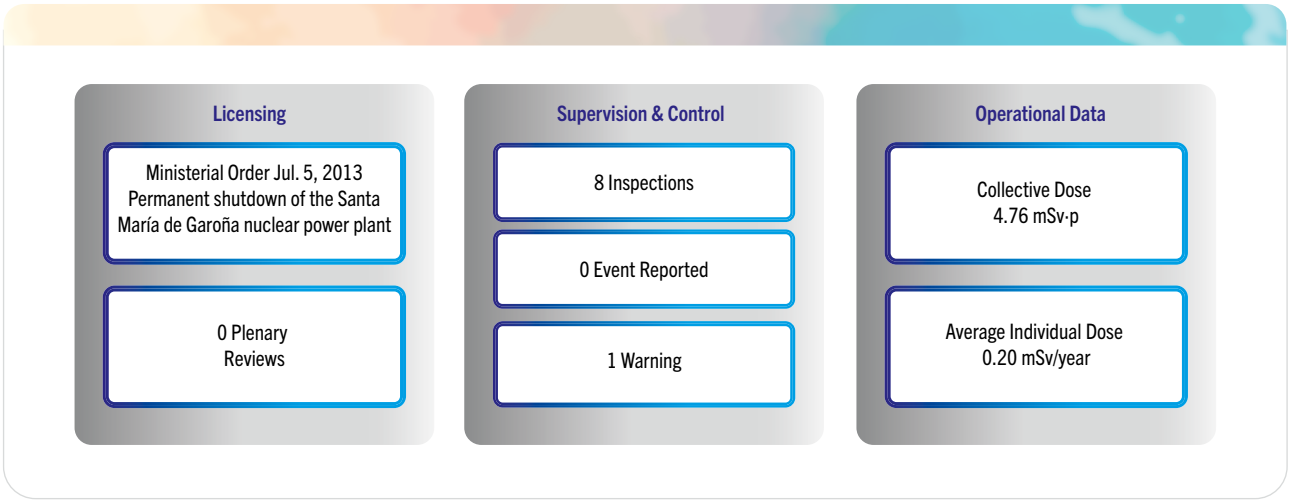 Licensing
Ministerial Order Jul. 5, 2013
Permanent shutdown of the Santa
María de Garoña nuclear power plant
0 Plenary
Reviews
Supervision & Control
8 Inspections
0 Event Reported
1 Warning
Operational Data
Collective Dose
4.76 mSv·p
Average Individual Dose
0.20 mSv/year